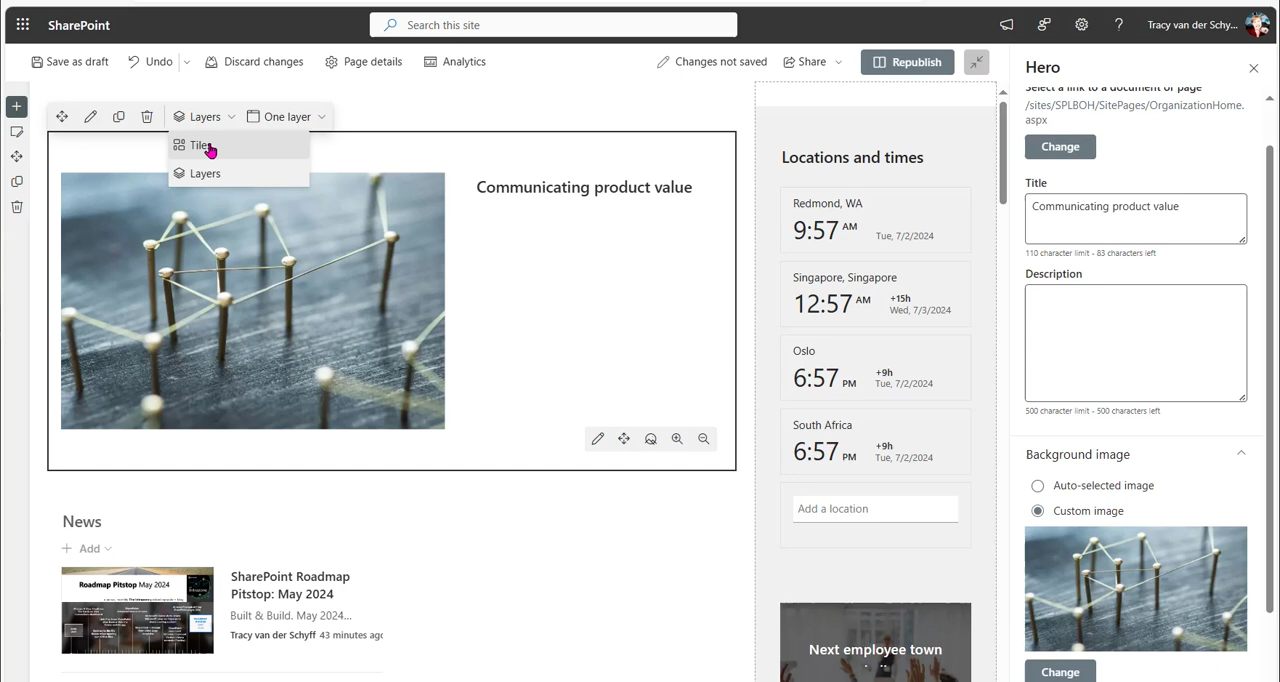 SharePoint
Search this site
Tracy van der Schy...
Save as draft
Undo
Discard changes
Page details
Analytics
Changes not saved
Share
Republish
Layers
One layer
Tiles
Layers
Communicating product value
News
Add
Roadmap Pitstop May 2024
SharePoint Roadmap
Pitstop: May 2024
Built & Build. May 2024...
Tracy van der Schyff 43 minutes ago
Locations and times
Redmond, WA
9:57 AM
Tue, 7/2/2024
Singapore, Singapore
12:57 AM
+15h
Wed, 7/3/2024
Oslo
6:57 PM
+9h
Tue, 7/2/2024
South Africa
6:57 PM
+9h
Tue, 7/2/2024
Add a location
Next employee town
Hero
Select a link to a document or page
/sites/SPLBOH/SitePages/OrganizationHome.
aspx
Change
Title
Communicating product value
110 character limit - 83 characters left
Description
500 character limit - 500 characters left
Background image
Auto-selected image
Custom image
Change